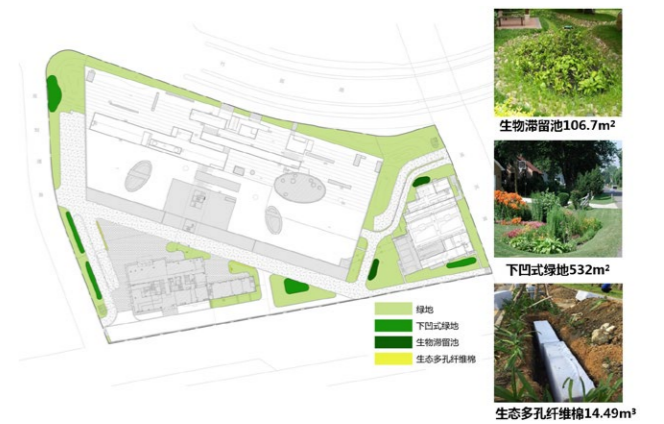 生物滞留池106.7m²
下凹式绿地532m²
绿地
下凹式绿地
生物滞留池
生态多孔纤维棉
生态多孔纤维棉14.49m³